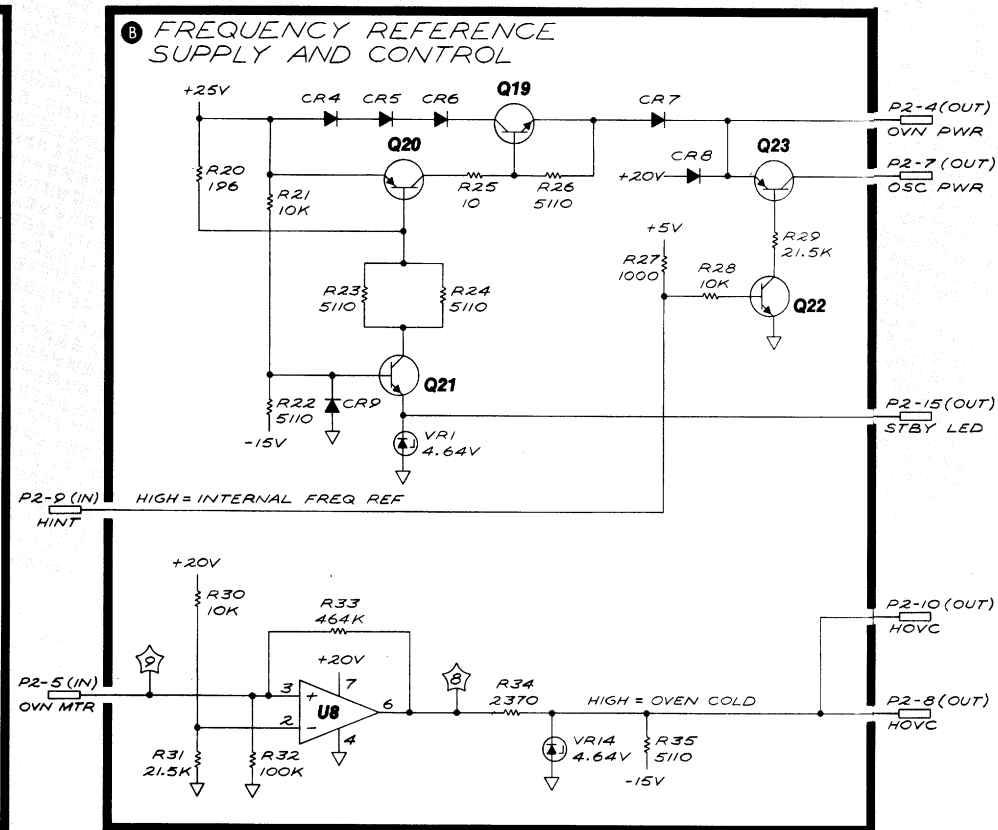 B FREQUENCY REFERENCE
SUPPLY AND CONTROL
+25V
CR4
CR5
CR6
Q19
CR7
P2-4(OUT)
OVN PWR
R20
196
Q20
Q23
R21
10K
R25
10
R26
5110
CR8
+20V
P2-7(OUT)
OSC PWR
+5V
R29
21.5K
R27
1000
R28
10K
R23
5110
R24
5110
Q22
Q21
R22
5110
CR9
-15V
VR1
4.64V
P2-15(OUT)
STBY LED
P2-9(IN)
HINT
HIGH = INTERNAL FREQ REF
+20V
R30
10K
R33
464K
+20V
7
P2-10(OUT)
HOVC
9
8
P2-5(IN)
OVN MTR
3
+
U8
6
2
-
4
R34
2370
HIGH = OVEN COLD
P2-8(OUT)
HOVC
R31
21.5K
R32
100K
VR14
4.64V
R35
5110
-15V